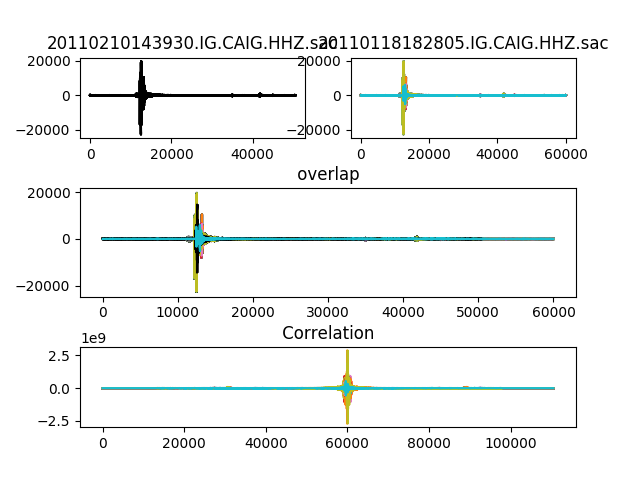 20110210143930.IG.CAIG.HHZ.sac
20110118182805.IG.CAIG.HHZ.sac
20000
0
−20000
0 20000 40000
20000
0
−20000
0 20000 40000 60000
overlap
20000
0
−20000
0 10000 20000 30000 40000 50000 60000
Correlation
1e9
2.5
0.0
−2.5
0 20000 40000 60000 80000 100000